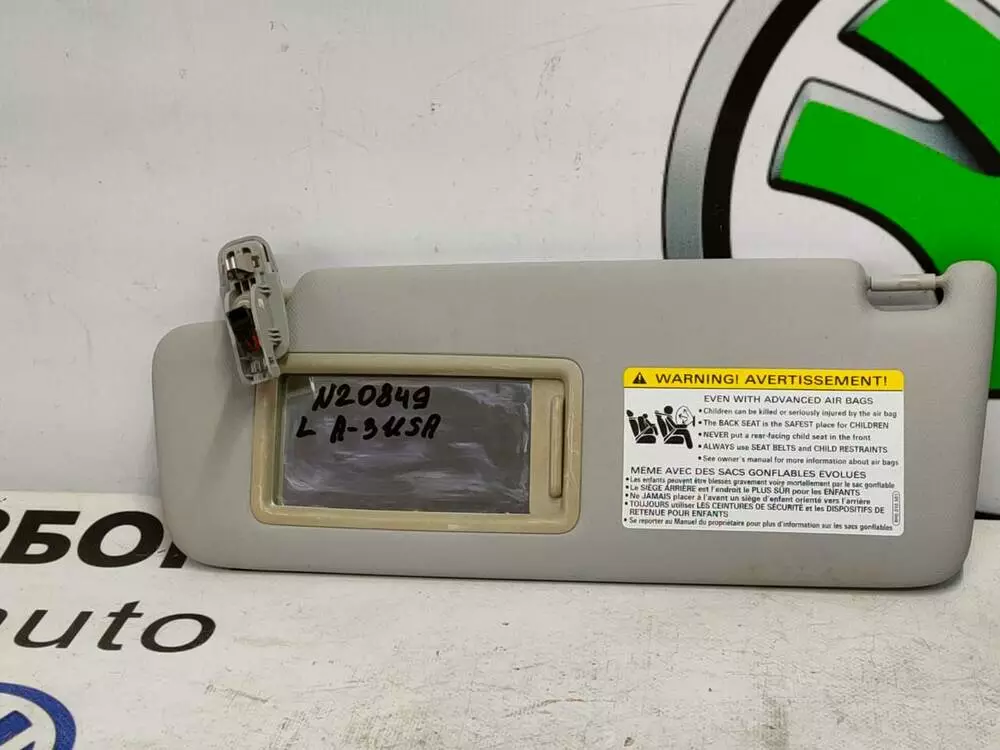 N20849
L A-3 USA
WARNING! AVERTISSEMENT!
EVEN WITH ADVANCED AIR BAGS
• Children can be killed or seriously injured by the air bag
• The BACK SEAT is the SAFEST place for CHILDREN
• NEVER put a rear-facing child seat in the front
• ALWAYS use SEAT BELTS and CHILD RESTRAINTS
• See owner's manual for more information about air bags
MÊME AVEC DES SACS GONFLABLES ÉVOLUÉS
• Les enfants peuvent être blessés gravement voire mortellement par le sac gonflable
• Le SIÈGE ARRIÈRE est l'endroit le PLUS SÛR pour les ENFANTS
• Ne JAMAIS placer à l'avant un siège d'enfant orienté vers l'arrière
• TOUJOURS utiliser LES CEINTURES DE SÉCURITÉ et les DISPOSITIFS DE
RETENUE POUR ENFANTS
• Se reporter au Manuel du propriétaire pour plus d'information sur les sacs gonflables
ЗБО
auto